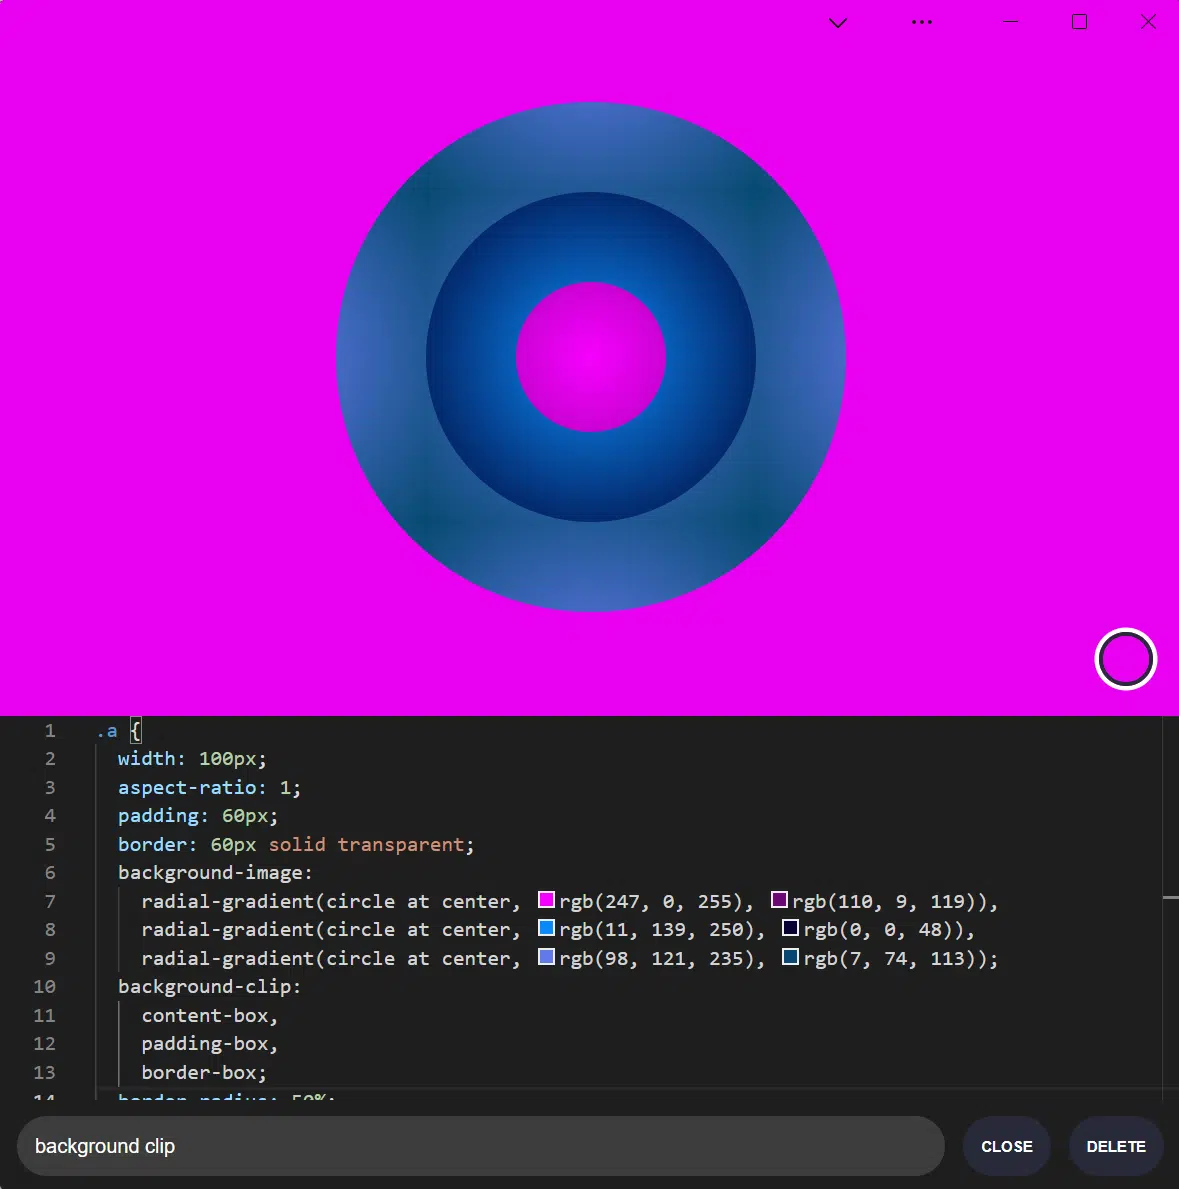 1 .a {
2 width: 100px;
3 aspect-ratio: 1;
4 padding: 60px;
5 border: 60px solid transparent;
6 background-image:
7 radial-gradient(circle at center, rgb(247, 0, 255), rgb(110, 9, 119)),
8 radial-gradient(circle at center, rgb(11, 139, 250), rgb(0, 0, 48)),
9 radial-gradient(circle at center, rgb(98, 121, 235), rgb(7, 74, 113));
10 background-clip:
11 content-box,
12 padding-box,
13 border-box;
14 border-radius: 50%;
background clip
CLOSE
DELETE